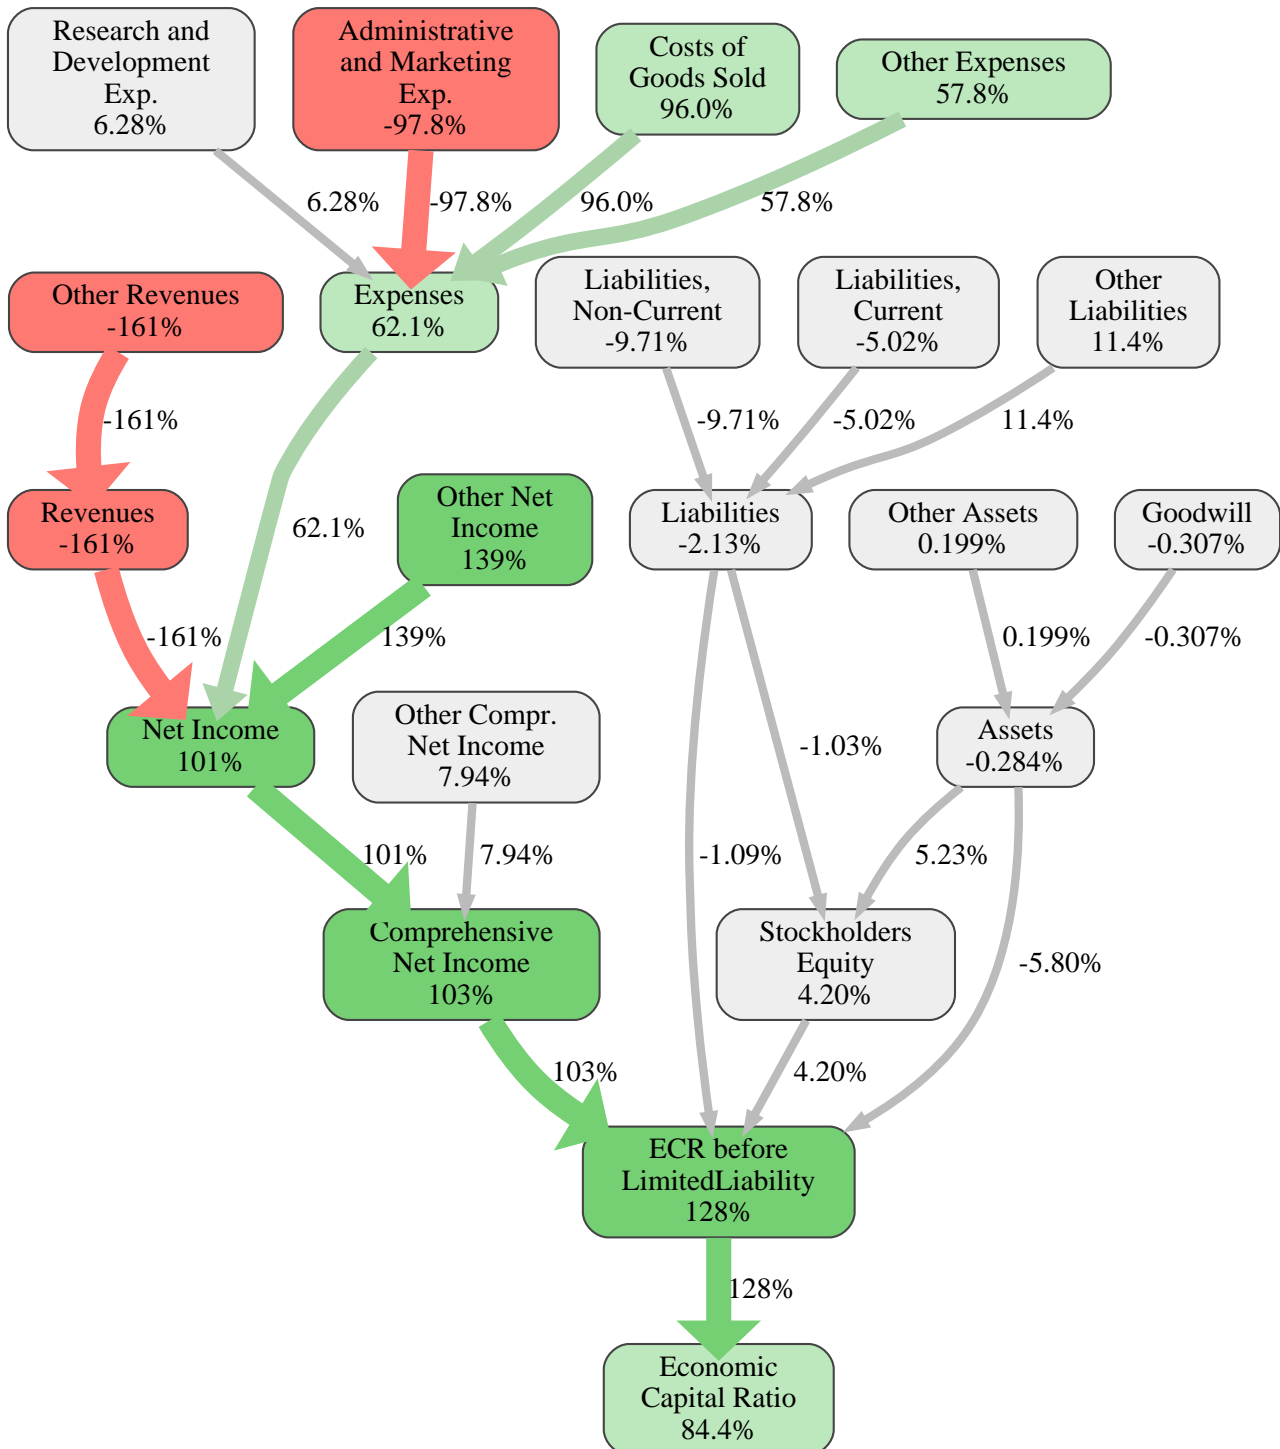 Research and
Development
Exp.
6.28%
Administrative
and Marketing
Exp.
-97.8%
Costs of
Goods Sold
96.0%
Other Expenses
57.8%
6.28%
-97.8%
96.0%
57.8%
Other Revenues
-161%
Expenses
62.1%
Liabilities,
Non-Current
-9.71%
Liabilities,
Current
-5.02%
Other
Liabilities
11.4%
-161%
-9.71%
-5.02%
11.4%
Revenues
-161%
62.1%
Other Net
Income
139%
Liabilities
-2.13%
Other Assets
0.199%
Goodwill
-0.307%
-161%
139%
0.199%
-0.307%
Net Income
101%
Other Compr.
Net Income
7.94%
-1.03%
Assets
-0.284%
101%
7.94%
-1.09%
5.23%
Comprehensive
Net Income
103%
Stockholders
Equity
4.20%
-5.80%
103%
4.20%
ECR before
LimitedLiability
128%
128%
Economic
Capital Ratio
84.4%